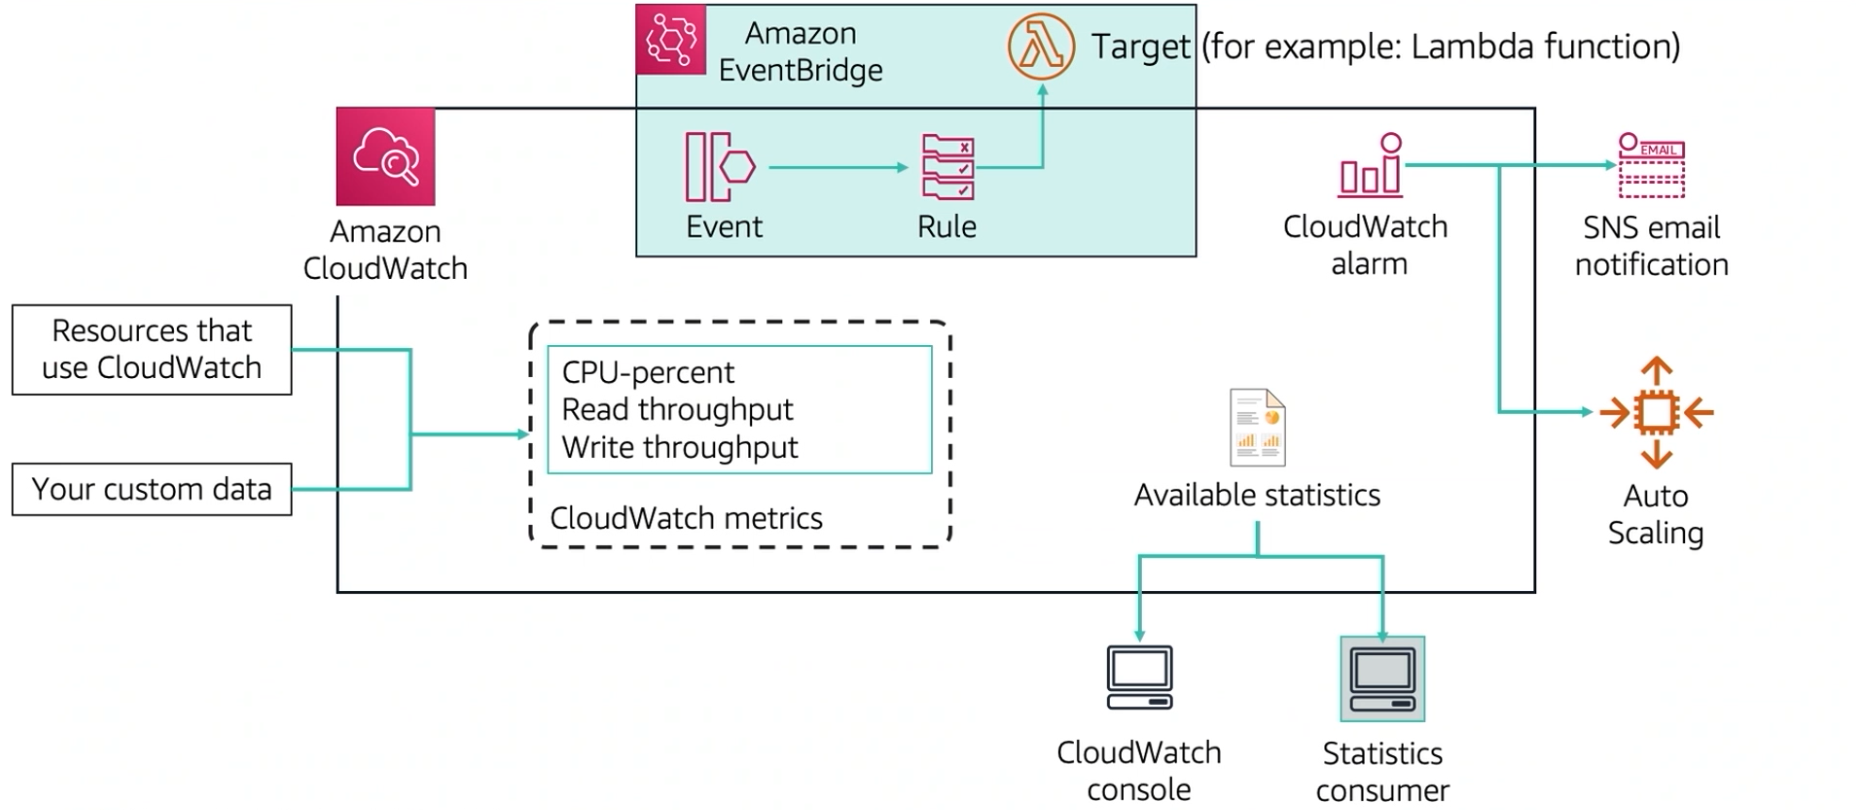 Amazon
EventBridge
Target (for example: Lambda function)
Amazon
CloudWatch
Event
Rule
CloudWatch
alarm
EMAIL
SNS email
notification
Resources that
use CloudWatch
Your custom data
CPU-percent
Read throughput
Write throughput
CloudWatch metrics
Available statistics
Auto
Scaling
CloudWatch
console
Statistics
consumer